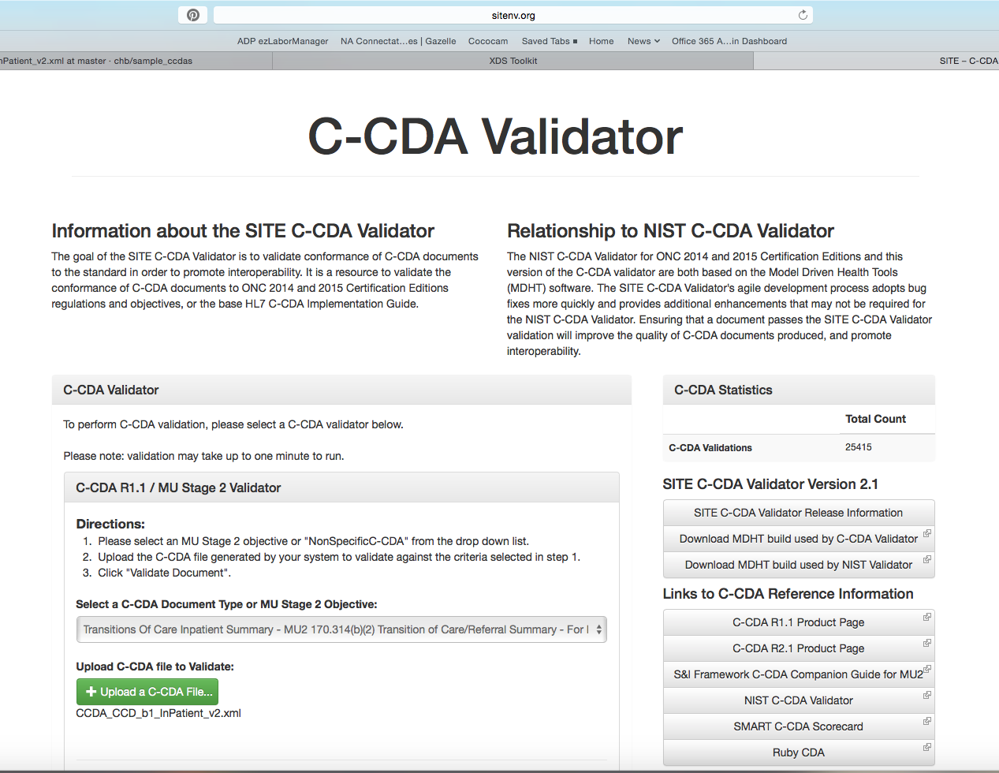 sitenv.org
ADP ezLaborManager NA Connectat...es | Gazelle Cococam Saved Tabs Home News Office 365 A...in Dashboard
nPatient_v2.xml at master · chb/sample_ccdas XDS Toolkit SITE – C-CDA
C-CDA Validator
Information about the SITE C-CDA Validator
The goal of the SITE C-CDA Validator is to validate conformance of C-CDA documents
to the standard in order to promote interoperability. It is a resource to validate the
conformance of C-CDA documents to ONC 2014 and 2015 Certification Editions
regulations and objectives, or the base HL7 C-CDA Implementation Guide.
Relationship to NIST C-CDA Validator
The NIST C-CDA Validator for ONC 2014 and 2015 Certification Editions and this
version of the C-CDA validator are both based on the Model Driven Health Tools
(MDHT) software. The SITE C-CDA Validator's agile development process adopts bug
fixes more quickly and provides additional enhancements that may not be required for
the NIST C-CDA Validator. Ensuring that a document passes the SITE C-CDA Validator
validation will improve the quality of C-CDA documents produced, and promote
interoperability.
C-CDA Validator
To perform C-CDA validation, please select a C-CDA validator below.
Please note: validation may take up to one minute to run.
C-CDA R1.1 / MU Stage 2 Validator
Directions:
1. Please select an MU Stage 2 objective or "NonSpecificC-CDA" from the drop down list.
2. Upload the C-CDA file generated by your system to validate against the criteria selected in step 1.
3. Click "Validate Document".
Select a C-CDA Document Type or MU Stage 2 Objective:
Transitions Of Care Inpatient Summary - MU2 170.314(b)(2) Transition of Care/Referral Summary - For I
Upload C-CDA file to Validate:
Upload a C-CDA File...
CCDA_CCD_b1_InPatient_v2.xml
C-CDA Statistics
Total Count
C-CDA Validations 25415
SITE C-CDA Validator Version 2.1
SITE C-CDA Validator Release Information
Download MDHT build used by C-CDA Validator
Download MDHT build used by NIST Validator
Links to C-CDA Reference Information
C-CDA R1.1 Product Page
C-CDA R2.1 Product Page
S&I Framework C-CDA Companion Guide for MU2
NIST C-CDA Validator
SMART C-CDA Scorecard
Ruby CDA